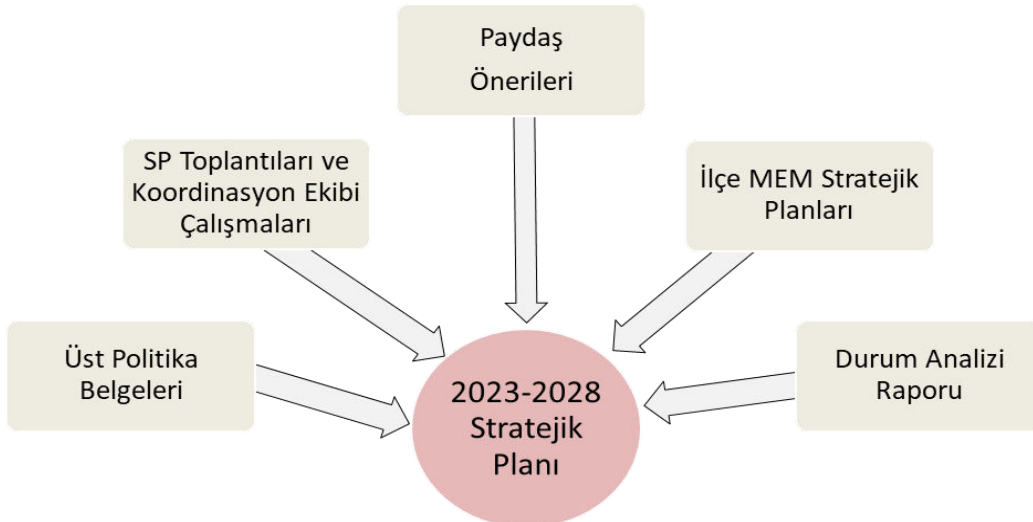 Paydaş
Önerileri
SP Toplantıları ve
Koordinasyon Ekibi
Çalışmaları
İlçe MEM Stratejik
Planları
Üst Politika
Belgeleri
Durum Analizi
Raporu
2023-2028
Stratejik
Planı